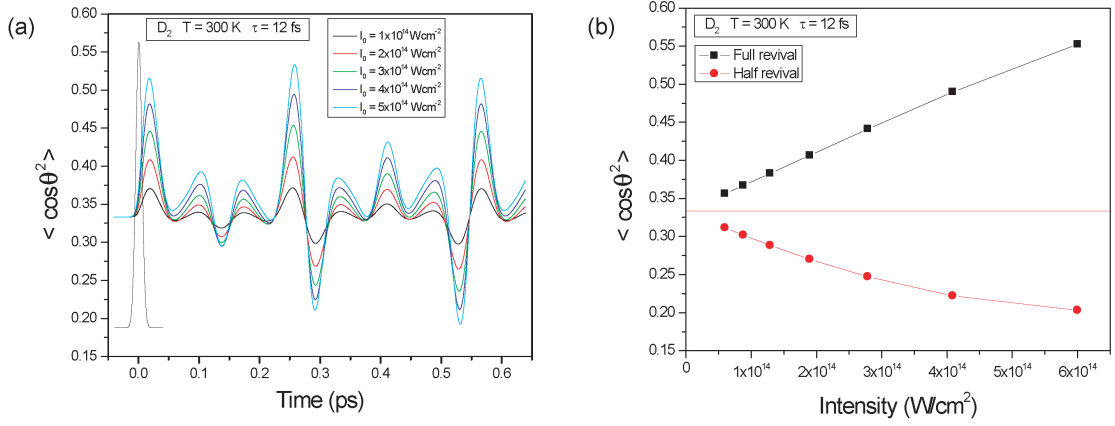 (a)
D2 T = 300 K τ = 12 fs
I0 = 1x10^14 Wcm^-2
I0 = 2x10^14 Wcm^-2
I0 = 3x10^14 Wcm^-2
I0 = 4x10^14 Wcm^-2
I0 = 5x10^14 Wcm^-2
0.60
0.55
0.50
0.45
0.40
0.35
0.30
0.25
0.20
0.15
< cosθ^2 >
0.0 0.1 0.2 0.3 0.4 0.5 0.6
Time (ps)
(b)
D2 T = 300 K τ = 12 fs
Full revival
Half revival
0.60
0.55
0.50
0.45
0.40
0.35
0.30
0.25
0.20
0.15
< cosθ^2 >
0 1x10^14 2x10^14 3x10^14 4x10^14 5x10^14 6x10^14
Intensity (W/cm^2)